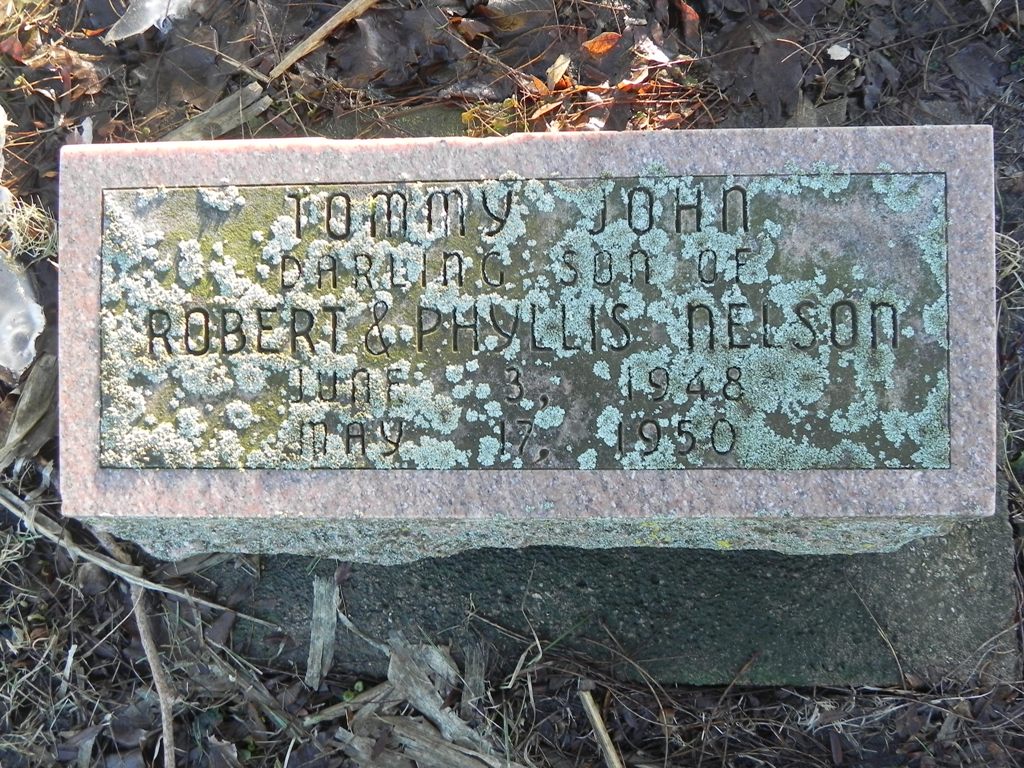 TOMMY JOHN
DARLING SON OF
ROBERT & PHYLLIS NELSON
JUNE 3, 1948
MAY 17, 1950